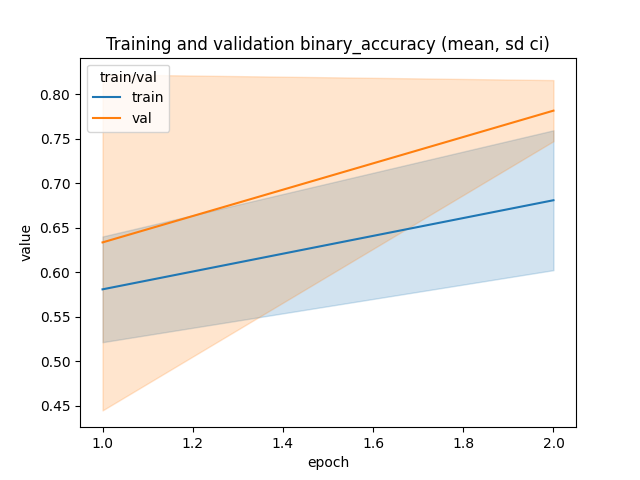 Training and validation binary_accuracy (mean, sd ci)
train/val
train
val
value
0.80
0.75
0.70
0.65
0.60
0.55
0.50
0.45
1.0 1.2 1.4 1.6 1.8 2.0
epoch